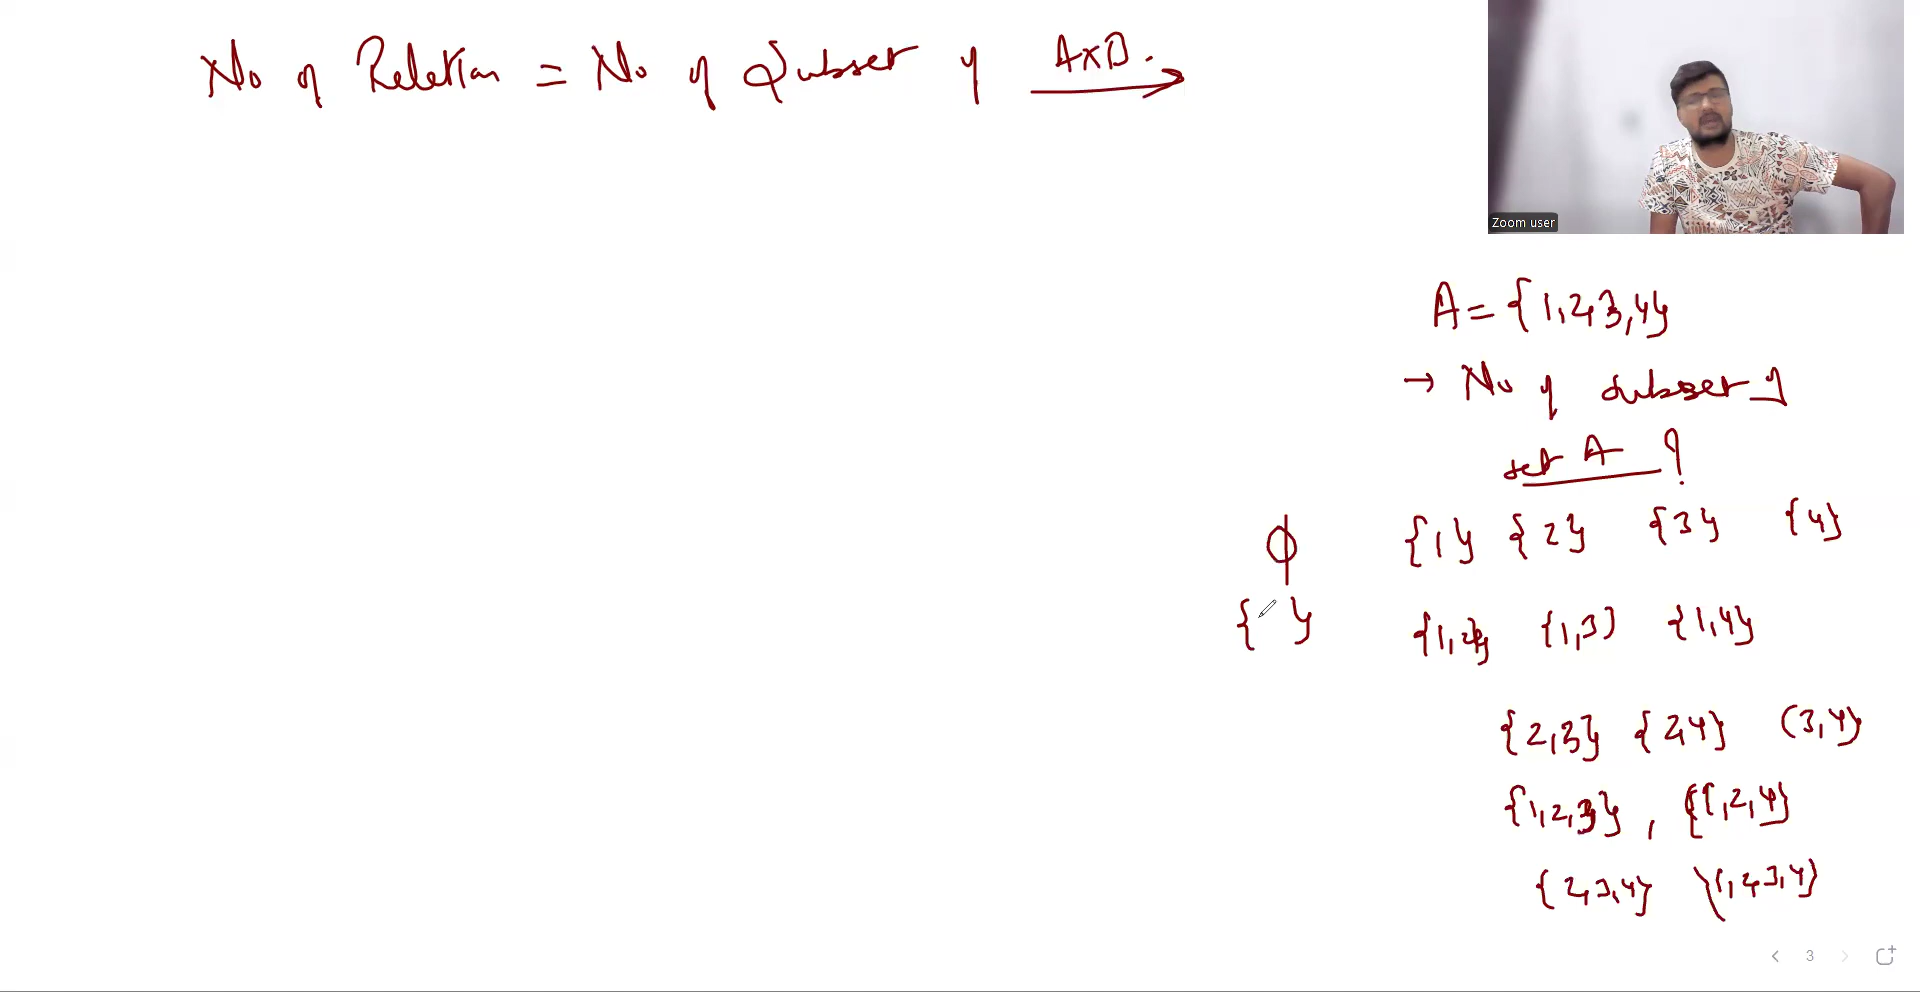 No of Relation = No of Subset of A×B.
Zoom user
A = {1,2,3,4}
→ No of subset of
set A ?
ϕ {1} {2} {3} {4}
{ } {1,2} {1,3} {1,4}
{2,3} {2,4} (3,4}
{1,2,3} , {1,2,4}
{2,3,4} {1,2,3,4}
3